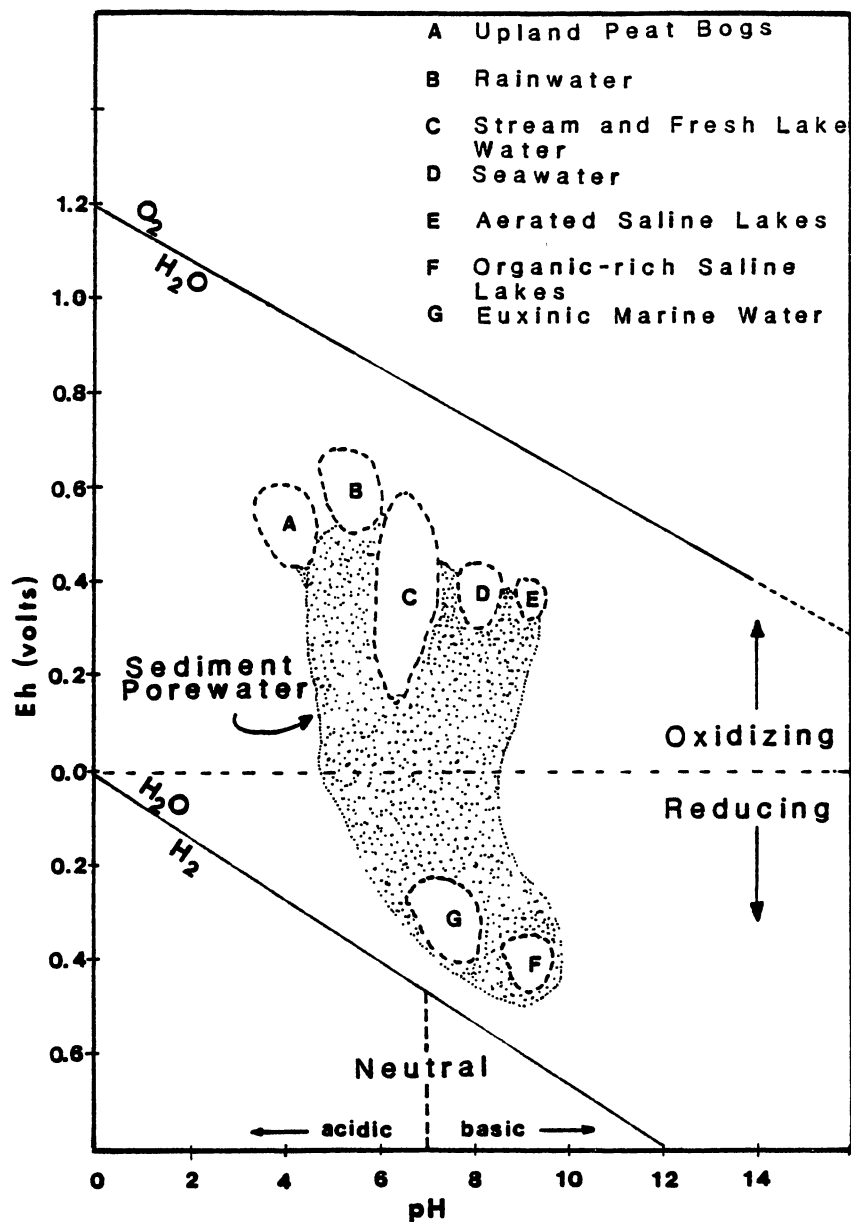 A Upland Peat Bogs
B Rainwater
C Stream and Fresh Lake
Water
D Seawater
E Aerated Saline Lakes
F Organic-rich Saline
Lakes
G Euxinic Marine Water
1.2
O2
H2O
1.0
0.8
0.6
A
B
C
D
E
0.4
Eh (volts)
Sediment
Porewater
0.2
Oxidizing
0.0
H2O
H2
Reducing
0.2
G
F
0.4
0.6
Neutral
acidic
basic
0 2 4 6 8 10 12 14
pH